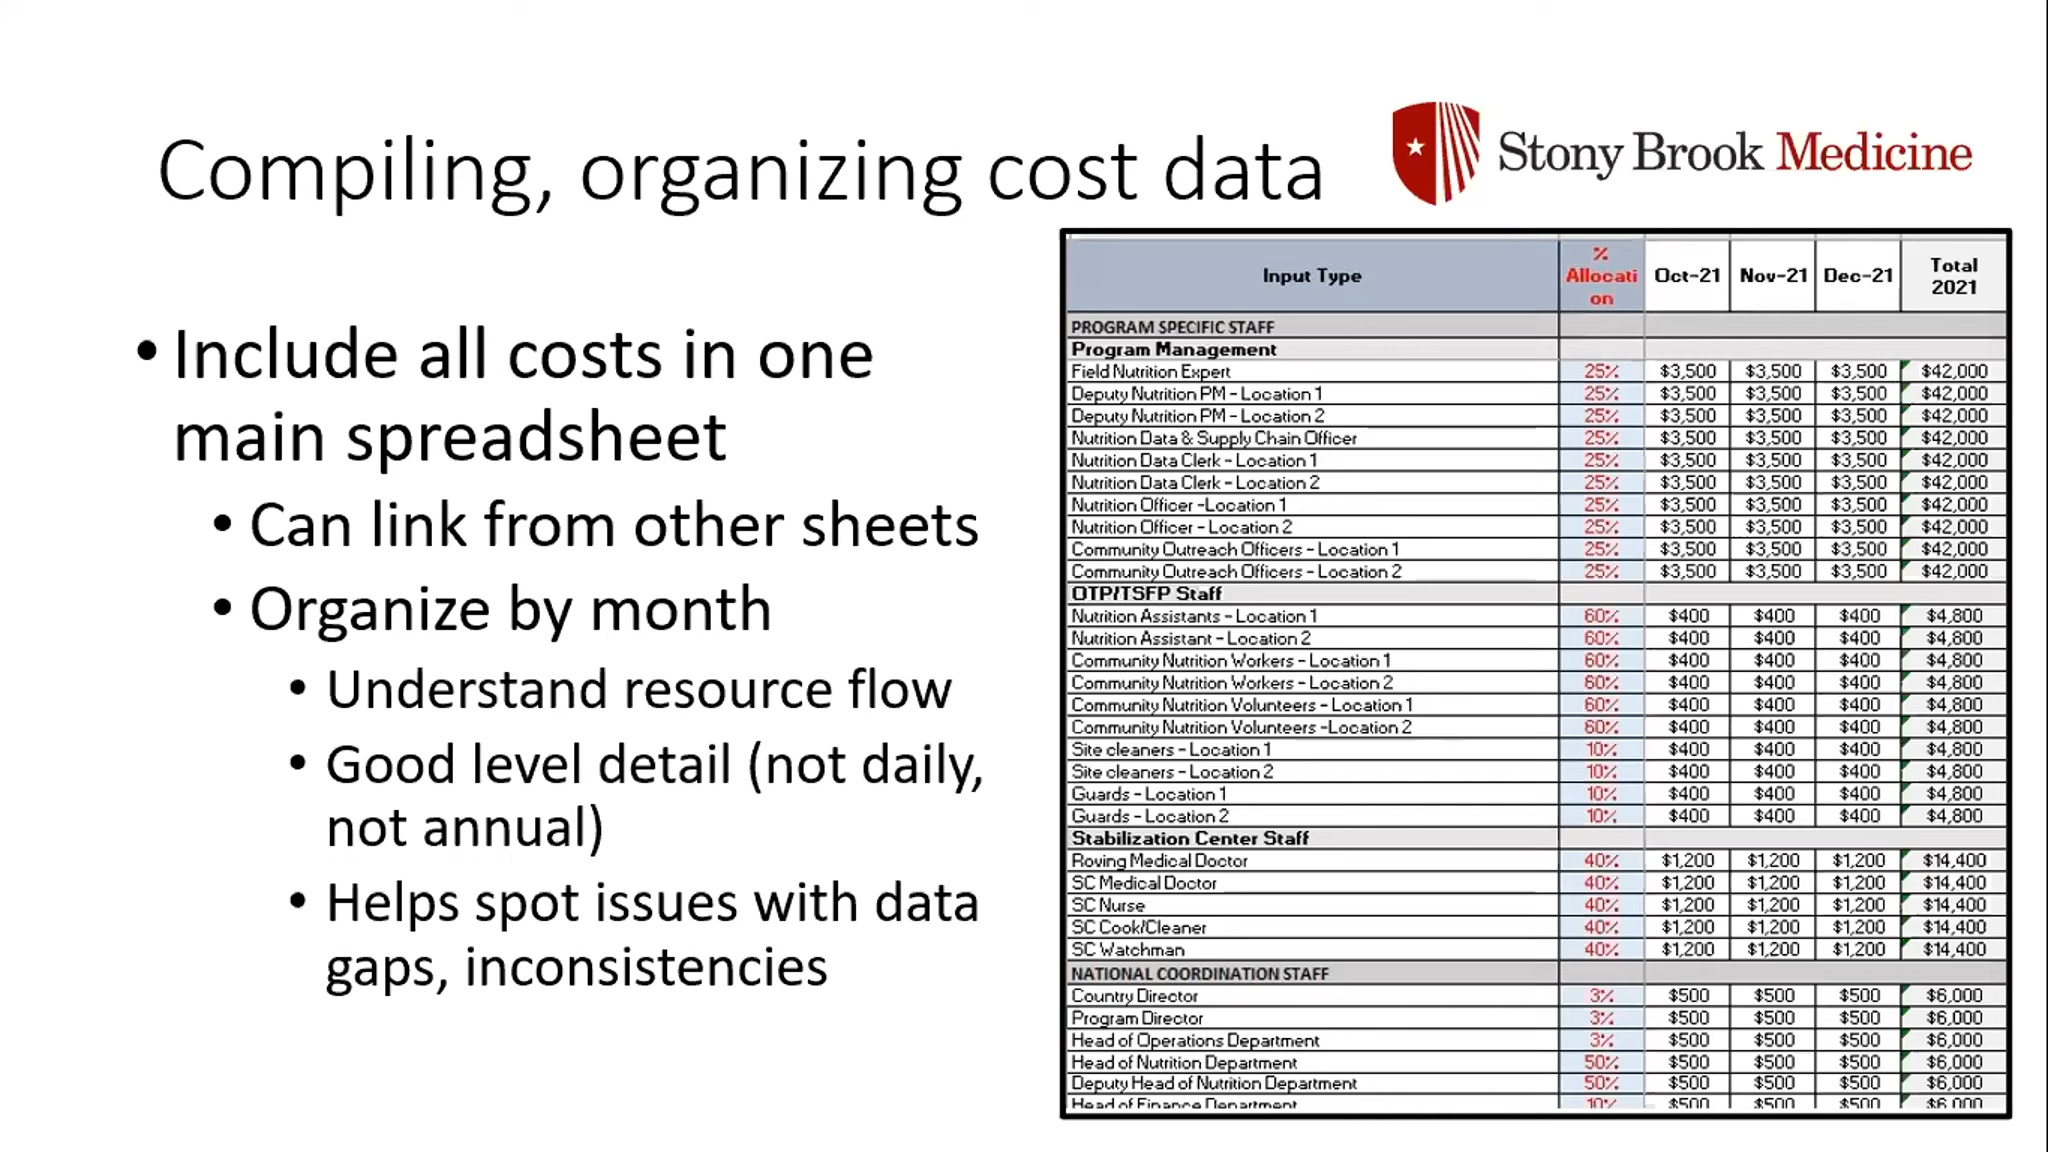 Compiling, organizing cost data
Stony Brook Medicine
• Include all costs in one
main spreadsheet
• Can link from other sheets
• Organize by month
• Understand resource flow
• Good level detail (not daily,
not annual)
• Helps spot issues with data
gaps, inconsistencies
Input Type % Allocati on Oct-21 Nov-21 Dec-21 Total 2021
PROGRAM SPECIFIC STAFF
Program Management
Field Nutrition Expert 25% $3,500 $3,500 $3,500 $42,000
Deputy Nutrition PM - Location 1 25% $3,500 $3,500 $3,500 $42,000
Deputy Nutrition PM - Location 2 25% $3,500 $3,500 $3,500 $42,000
Nutrition Data & Supply Chain Officer 25% $3,500 $3,500 $3,500 $42,000
Nutrition Data Clerk - Location 1 25% $3,500 $3,500 $3,500 $42,000
Nutrition Data Clerk - Location 2 25% $3,500 $3,500 $3,500 $42,000
Nutrition Officer -Location 1 25% $3,500 $3,500 $3,500 $42,000
Nutrition Officer - Location 2 25% $3,500 $3,500 $3,500 $42,000
Community Outreach Officers - Location 1 25% $3,500 $3,500 $3,500 $42,000
Community Outreach Officers - Location 2 25% $3,500 $3,500 $3,500 $42,000
OTP/TSFP Staff
Nutrition Assistants - Location 1 60% $400 $400 $400 $4,800
Nutrition Assistant - Location 2 60% $400 $400 $400 $4,800
Community Nutrition Workers - Location 1 60% $400 $400 $400 $4,800
Community Nutrition Workers - Location 2 60% $400 $400 $400 $4,800
Community Nutrition Volunteers - Location 1 60% $400 $400 $400 $4,800
Community Nutrition Volunteers -Location 2 60% $400 $400 $400 $4,800
Site cleaners - Location 1 10% $400 $400 $400 $4,800
Site cleaners - Location 2 10% $400 $400 $400 $4,800
Guards - Location 1 10% $400 $400 $400 $4,800
Guards - Location 2 10% $400 $400 $400 $4,800
Stabilization Center Staff
Roving Medical Doctor 40% $1,200 $1,200 $1,200 $14,400
SC Medical Doctor 40% $1,200 $1,200 $1,200 $14,400
SC Nurse 40% $1,200 $1,200 $1,200 $14,400
SC Cook/Cleaner 40% $1,200 $1,200 $1,200 $14,400
SC Watchman 40% $1,200 $1,200 $1,200 $14,400
NATIONAL COORDINATION STAFF
Country Director 3% $500 $500 $500 $6,000
Program Director 3% $500 $500 $500 $6,000
Head of Operations Department 3% $500 $500 $500 $6,000
Head of Nutrition Department 50% $500 $500 $500 $6,000
Deputy Head of Nutrition Department 50% $500 $500 $500 $6,000
Head of Finance Department 10% $500 $500 $500 $6,000